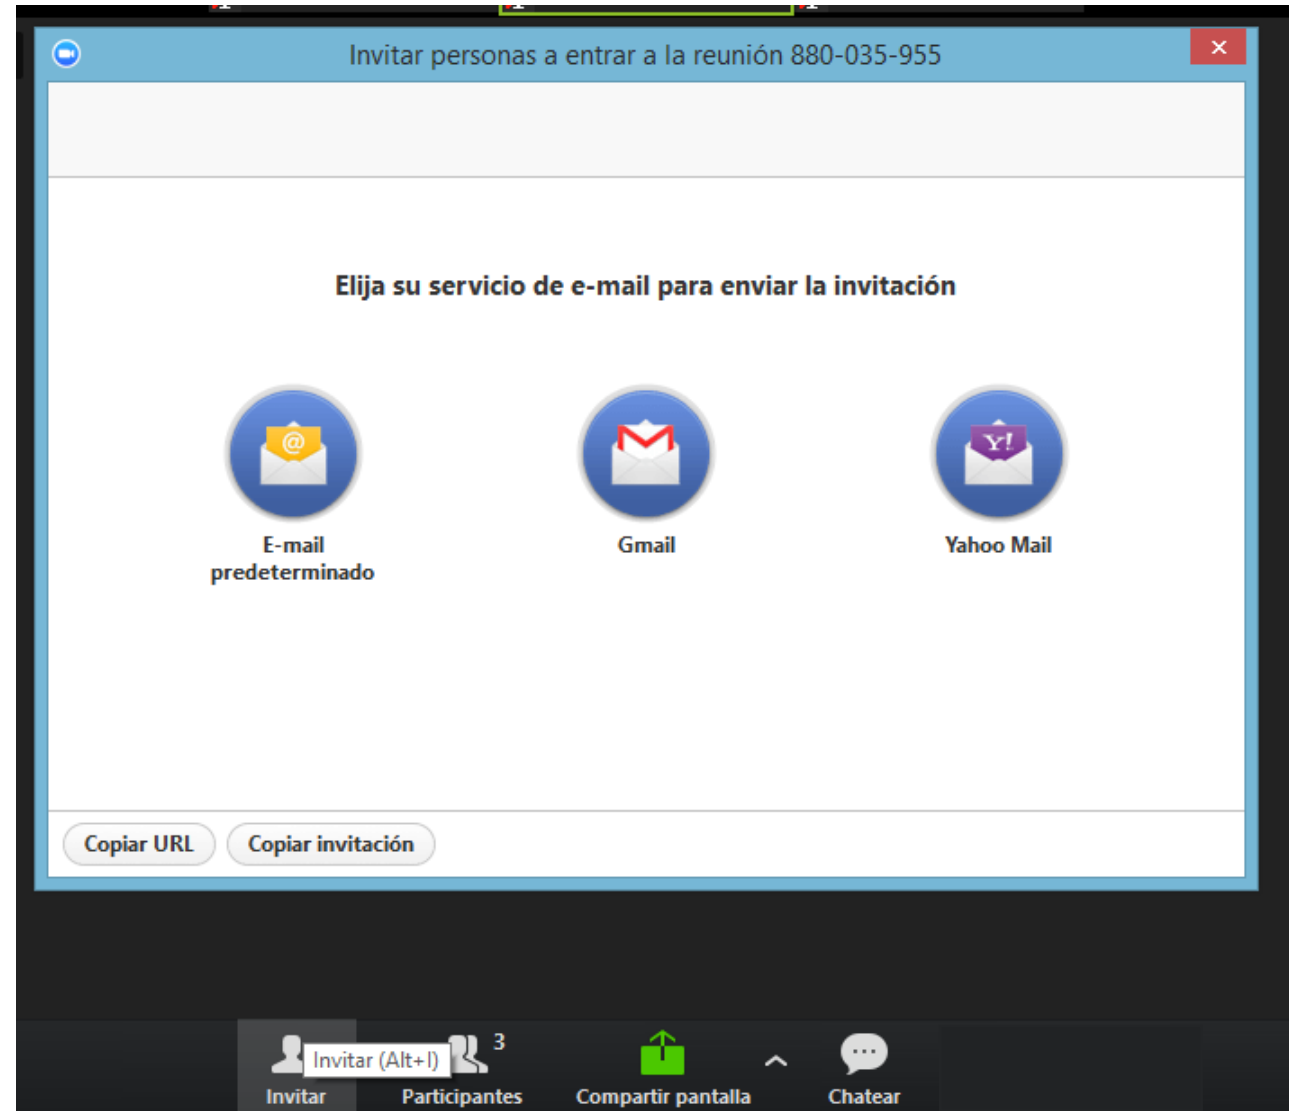 Invitar personas a entrar a la reunión 880-035-955
Elija su servicio de e-mail para enviar la invitación
@
Y!
E-mail
predeterminado
Gmail
Yahoo Mail
Copiar URL
Copiar invitación
3
Invitar (Alt+I)
Invitar
Participantes
Compartir pantalla
Chatear